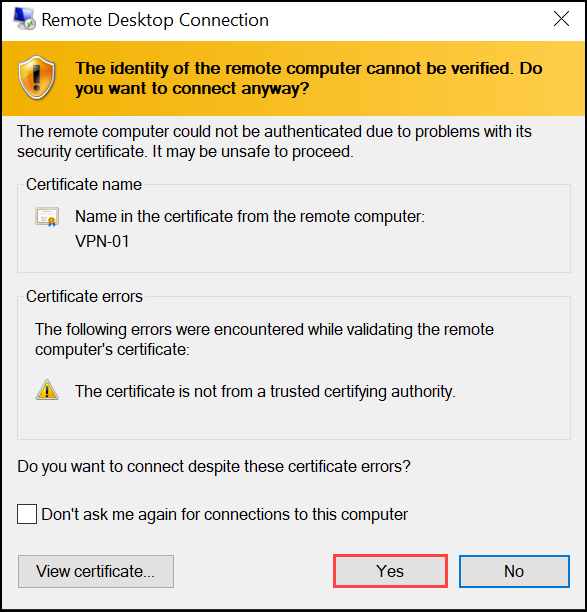 Remote Desktop Connection
The identity of the remote computer cannot be verified. Do
you want to connect anyway?
The remote computer could not be authenticated due to problems with its
security certificate. It may be unsafe to proceed.
Certificate name
Name in the certificate from the remote computer:
VPN-01
Certificate errors
The following errors were encountered while validating the remote
computer's certificate:
The certificate is not from a trusted certifying authority.
Do you want to connect despite these certificate errors?
Don't ask me again for connections to this computer
View certificate...
Yes
No